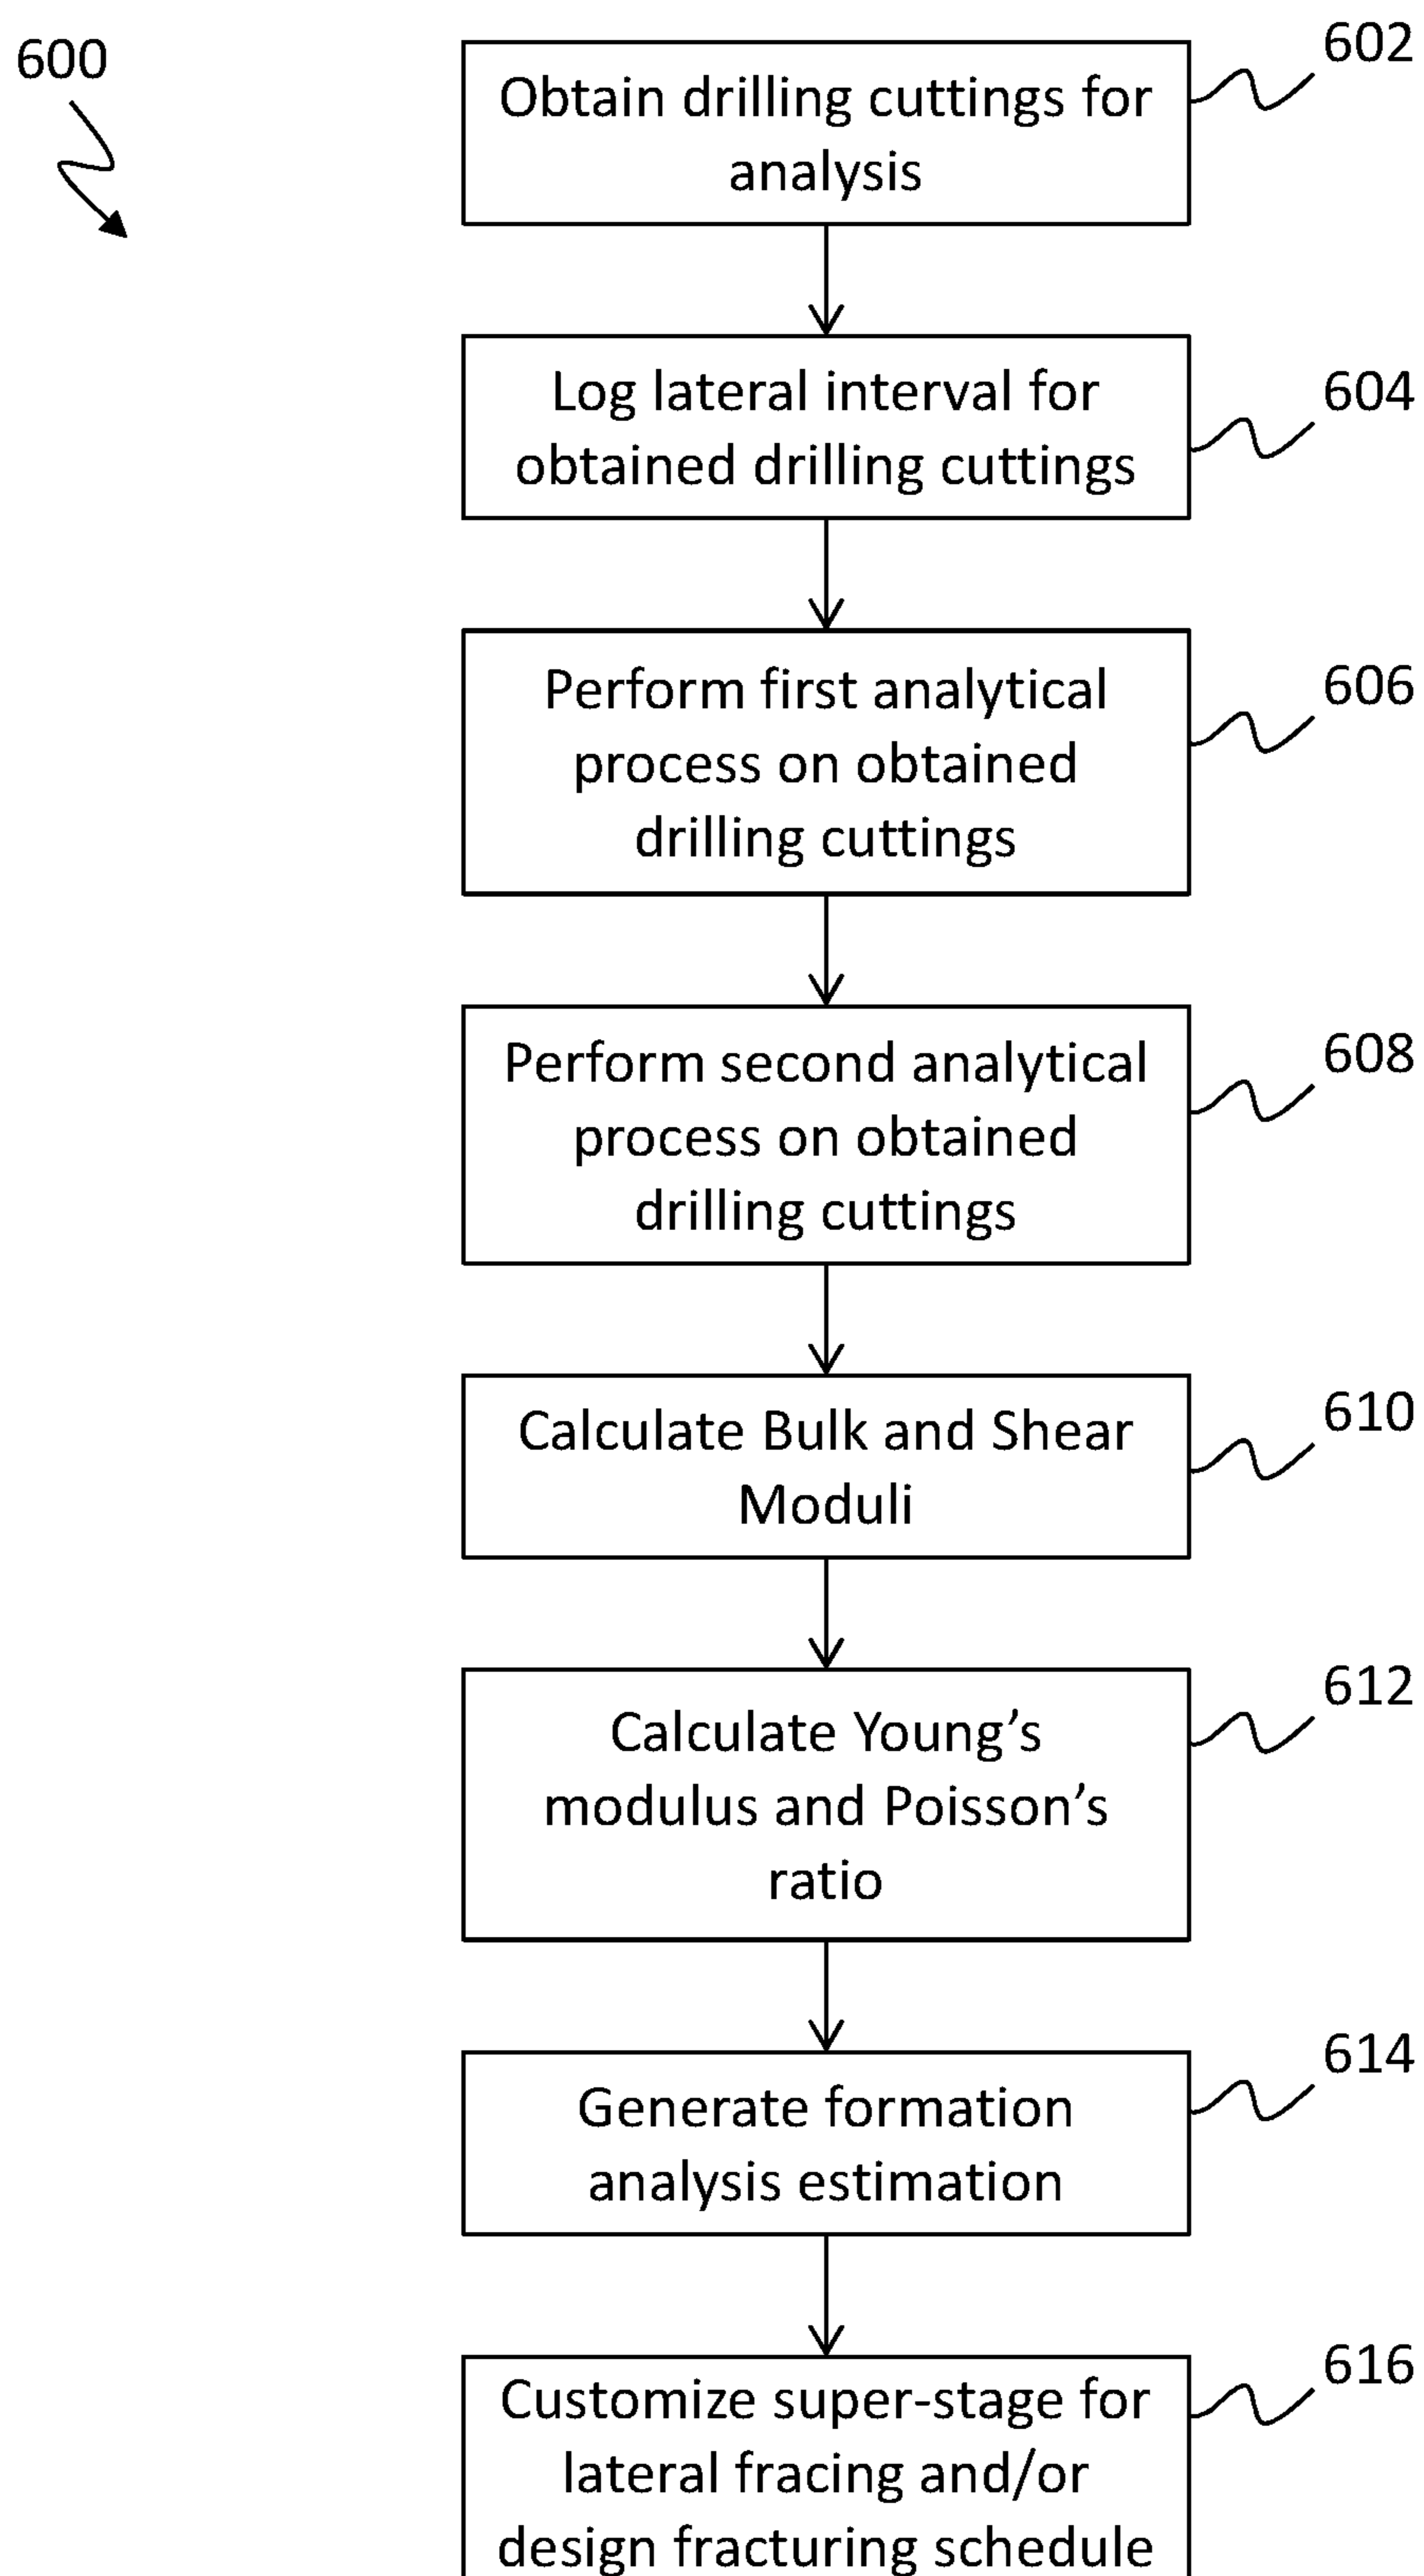 600
602
Obtain drilling cuttings for
analysis
604
Log lateral interval for
obtained drilling cuttings
606
Perform first analytical
process on obtained
drilling cuttings
608
Perform second analytical
process on obtained
drilling cuttings
610
Calculate Bulk and Shear
Moduli
612
Calculate Young’s
modulus and Poisson’s
ratio
614
Generate formation
analysis estimation
616
Customize super-stage for
lateral fracing and/or
design fracturing schedule